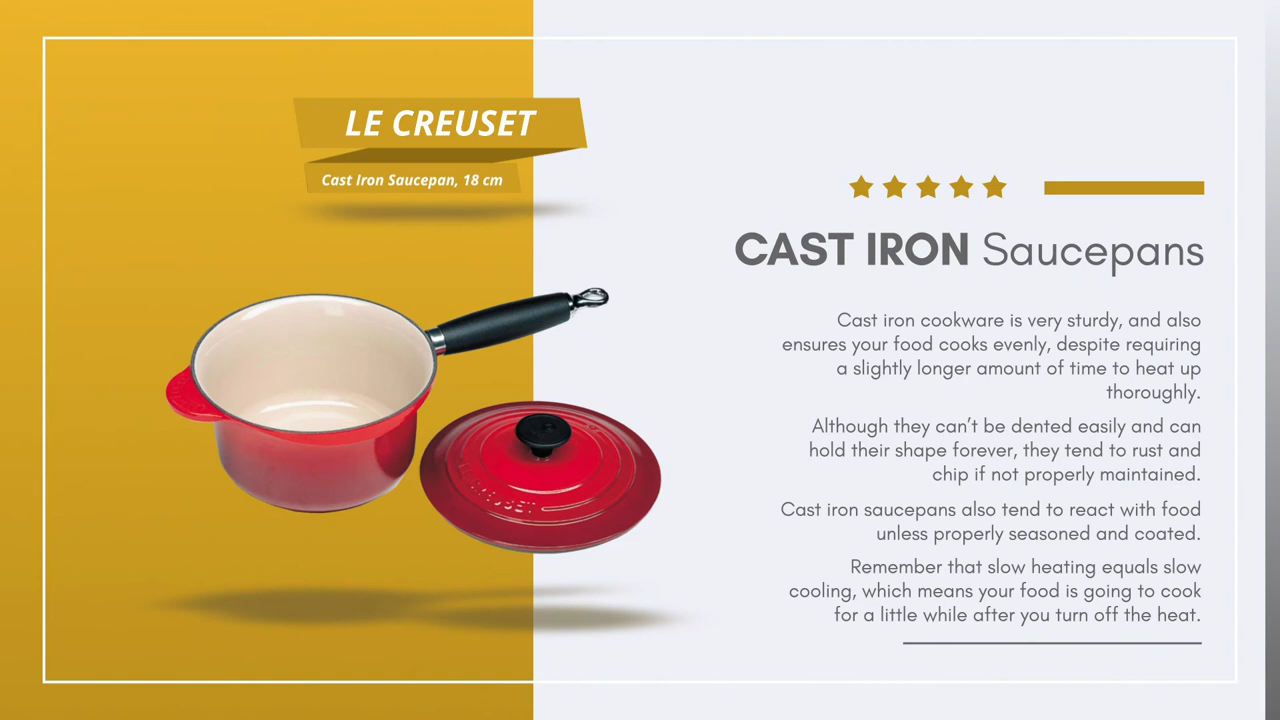 LE CREUSET
Cast Iron Saucepan, 18 cm
CAST IRON Saucepans
Cast iron cookware is very sturdy, and also
ensures your food cooks evenly, despite requiring
a slightly longer amount of time to heat up
thoroughly.
Although they can’t be dented easily and can
hold their shape forever, they tend to rust and
chip if not properly maintained.
Cast iron saucepans also tend to react with food
unless properly seasoned and coated.
Remember that slow heating equals slow
cooling, which means your food is going to cook
for a little while after you turn off the heat.